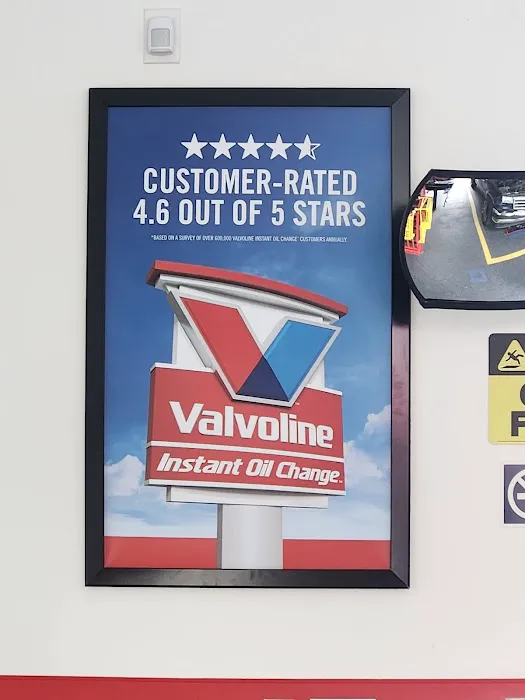 CUSTOMER-RATED
4.6 OUT OF 5 STARS
*BASED ON A SURVEY OF OVER 600,000 VALVOLINE INSTANT OIL CHANGE℠ CUSTOMERS ANNUALLY.
Valvoline
Instant Oil Change